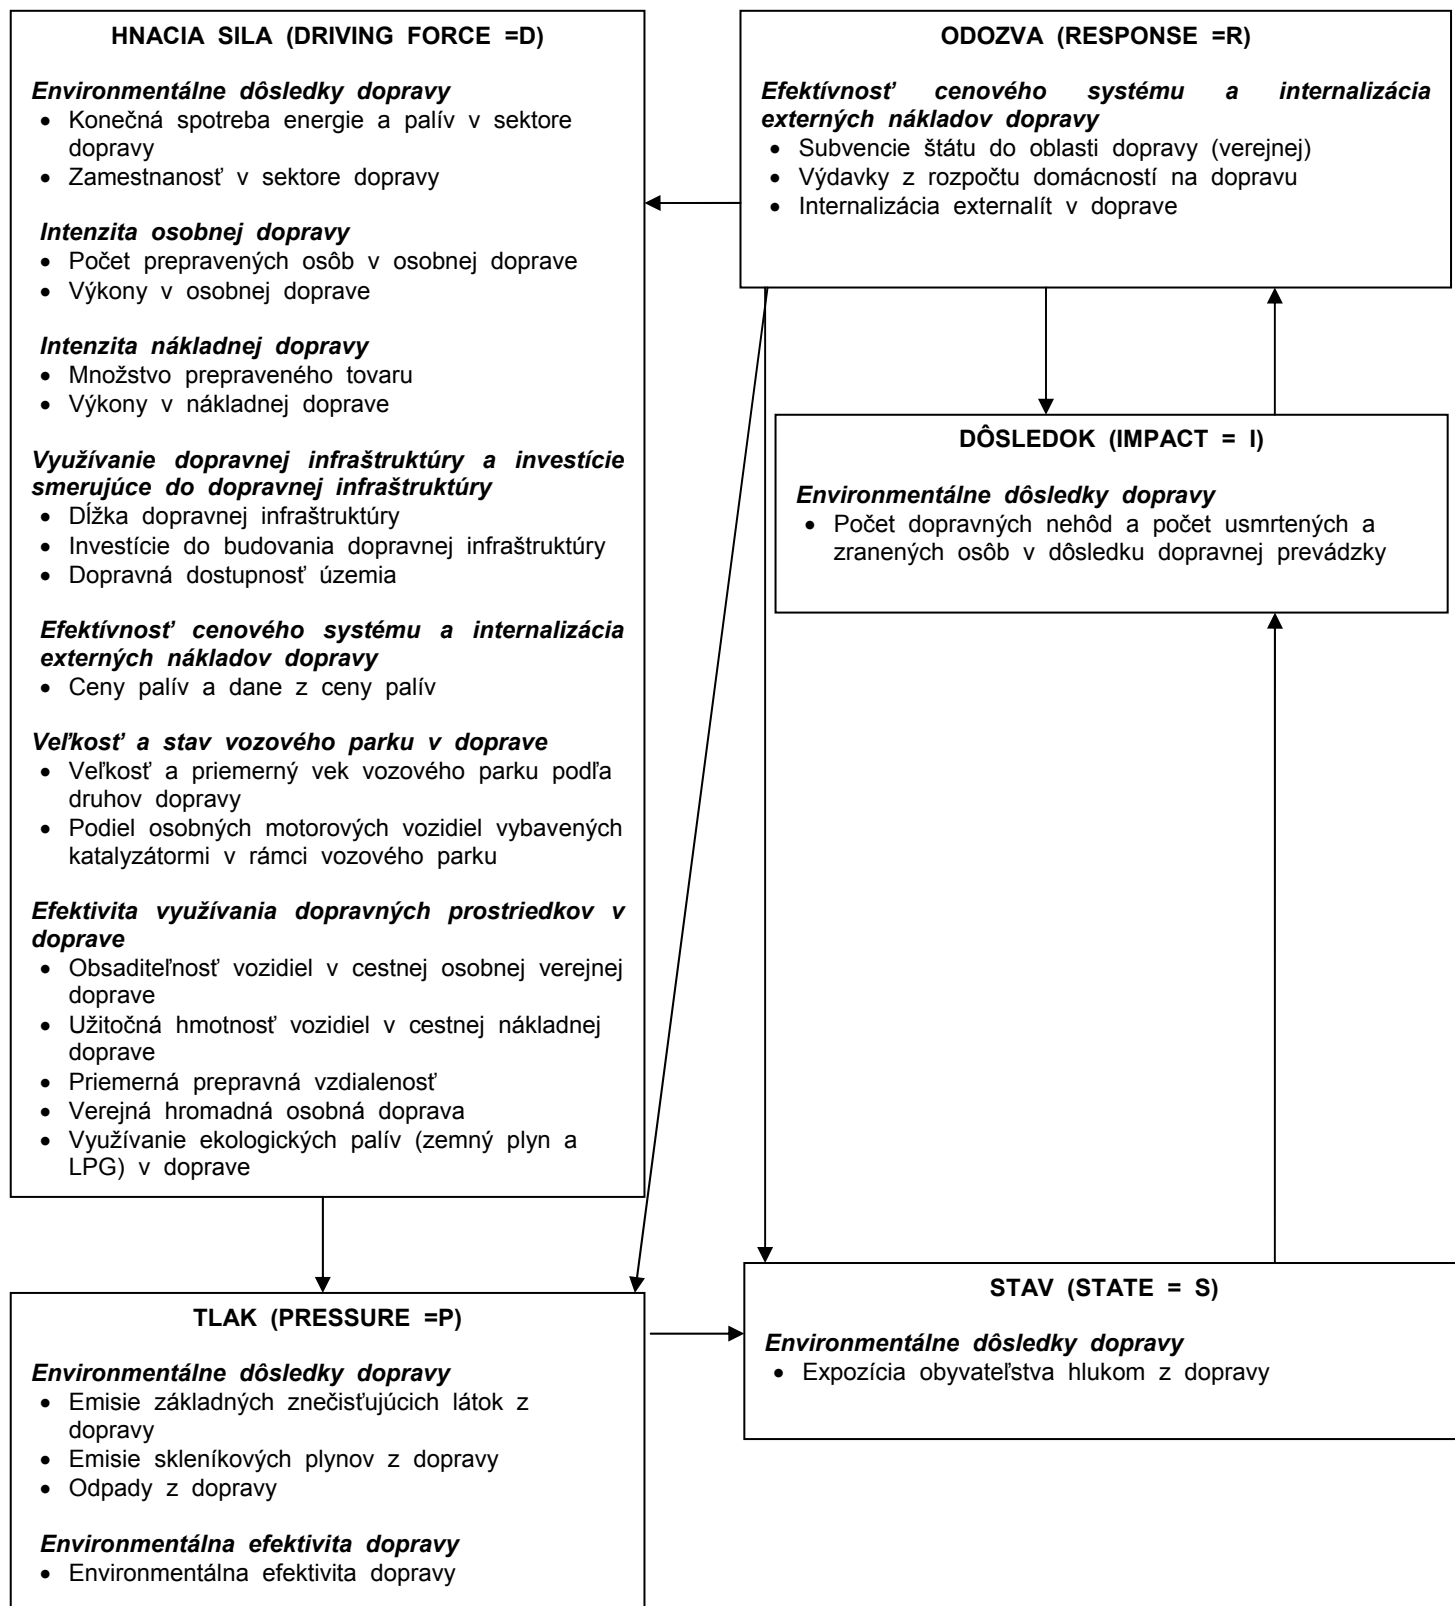 HNACIA SILA (DRIVING FORCE =D)
Environmentálne dôsledky dopravy
• Konečná spotreba energie a palív v sektore
dopravy
• Zamestnanosť v sektore dopravy
Intenzita osobnej dopravy
• Počet prepravených osôb v osobnej doprave
• Výkony v osobnej doprave
Intenzita nákladnej dopravy
• Množstvo prepraveného tovaru
• Výkony v nákladnej doprave
Využívanie dopravnej infraštruktúry a investície
smerujúce do dopravnej infraštruktúry
• Dĺžka dopravnej infraštruktúry
• Investície do budovania dopravnej infraštruktúry
• Dopravná dostupnosť územia
Efektívnosť cenového systému a internalizácia
externých nákladov dopravy
• Ceny palív a dane z ceny palív
Veľkosť a stav vozového parku v doprave
• Veľkosť a priemerný vek vozového parku podľa
druhov dopravy
• Podiel osobných motorových vozidiel vybavených
katalyzátormi v rámci vozového parku
Efektivita využívania dopravných prostriedkov v
doprave
• Obsaditeľnosť vozidiel v cestnej osobnej verejnej
doprave
• Užitočná hmotnosť vozidiel v cestnej nákladnej
doprave
• Priemerná prepravná vzdialenosť
• Verejná hromadná osobná doprava
• Využívanie ekologických palív (zemný plyn a
LPG) v doprave
ODOZVA (RESPONSE =R)
Efektívnosť cenového systému a internalizácia
externých nákladov dopravy
• Subvencie štátu do oblasti dopravy (verejnej)
• Výdavky z rozpočtu domácností na dopravu
• Internalizácia externalít v doprave
DÔSLEDOK (IMPACT = I)
Environmentálne dôsledky dopravy
• Počet dopravných nehôd a počet usmrtených a
zranených osôb v dôsledku dopravnej prevádzky
TLAK (PRESSURE =P)
Environmentálne dôsledky dopravy
• Emisie základných znečisťujúcich látok z
dopravy
• Emisie skleníkových plynov z dopravy
• Odpady z dopravy
Environmentálna efektivita dopravy
• Environmentálna efektivita dopravy
STAV (STATE = S)
Environmentálne dôsledky dopravy
• Expozícia obyvateľstva hlukom z dopravy